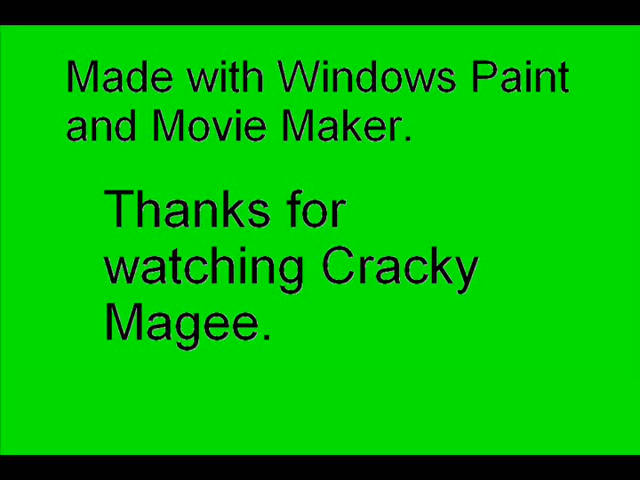 Made with Windows Paint
and Movie Maker.
Thanks for
watching Cracky
Magee.